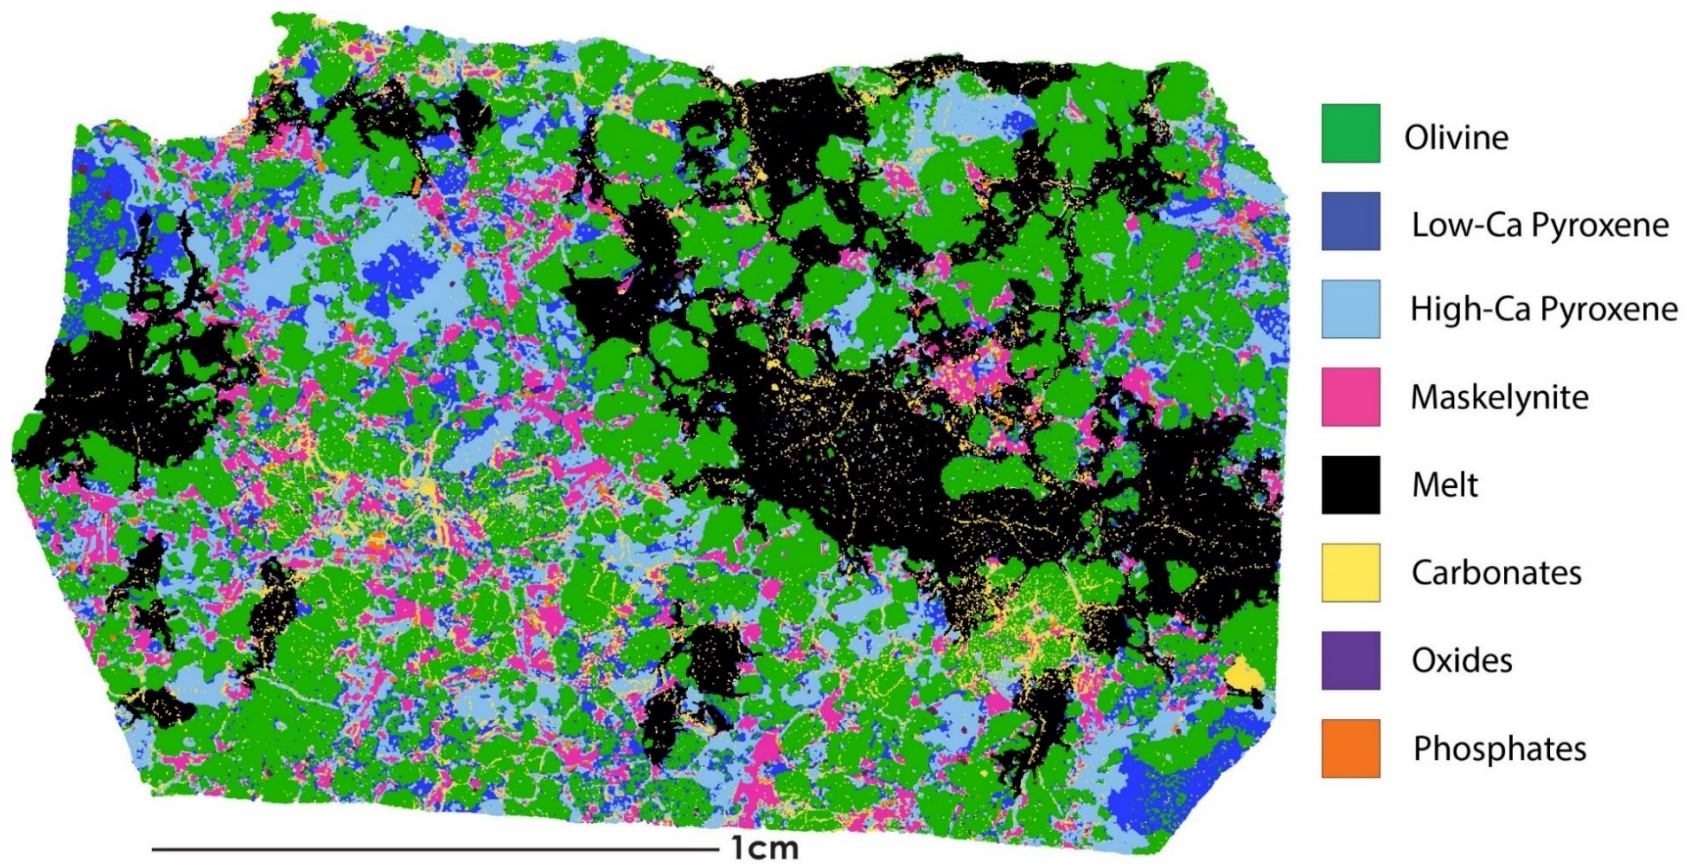 Olivine
Low-Ca Pyroxene
High-Ca Pyroxene
Maskelynite
Melt
Carbonates
Oxides
Phosphates
1cm